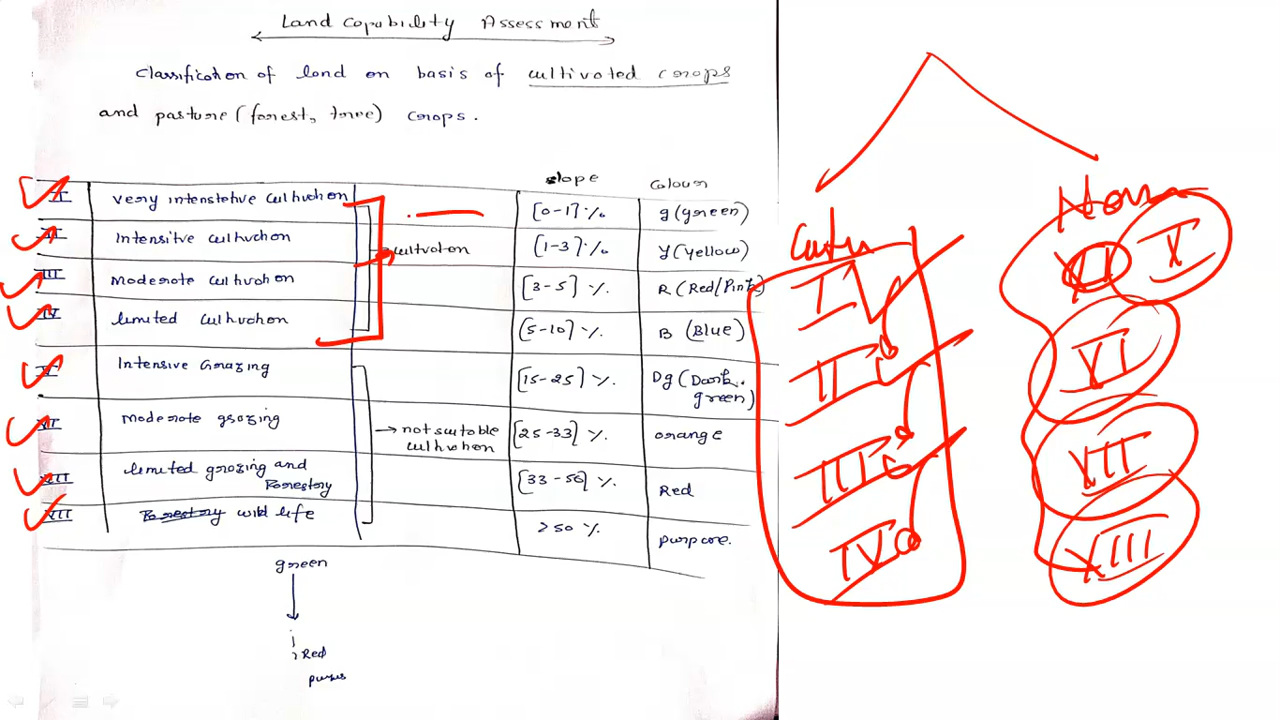 Land Capability Assessment
Classification of land on basis of cultivated crops
and pasture (forest, tree) crops.
slope Colour
I very intenstetive cultivation [0-1] % g (green)
II Intensitve cultivation → cultivation [1-3] % Y (Yellow)
III Moderate cultivation [3-5] % R (Red/Pink)
IV limited cultivation (5-10] % B (Blue)
V Intensive Grazing [15-25] % Dg (Dark green)
VI Moderate grazing → not suitable cultivation [25-33] % orange
VII limited grazing and Forestory [33-50] % Red
VIII Forestory wild life >50 % purpore.
green
Red
Non
I
II
III
IV
V
VI
VII
VIII